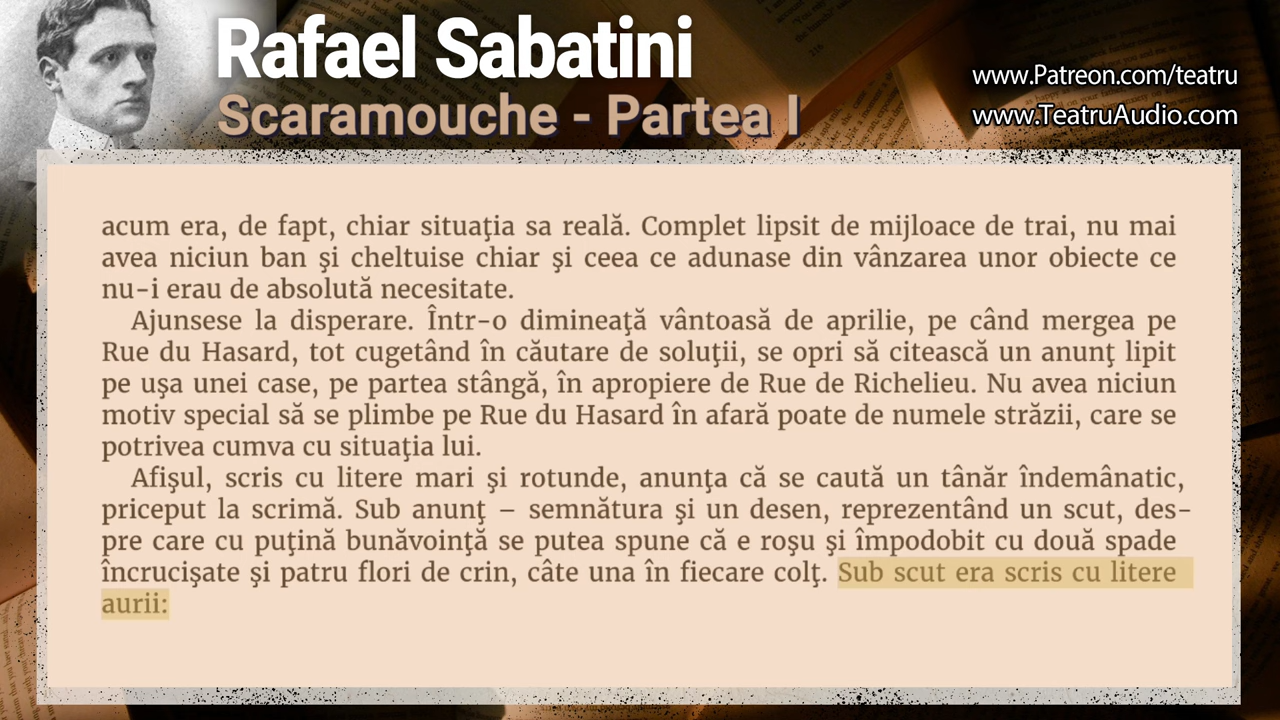 Rafael Sabatini
Scaramouche - Partea I
www.Patreon.com/teatru
www.TeatruAudio.com
acum era, de fapt, chiar situaţia sa reală. Complet lipsit de mijloace de trai, nu mai
avea niciun ban şi cheltuise chiar şi ceea ce adunase din vânzarea unor obiecte ce
nu-i erau de absolută necesitate.
Ajunsese la disperare. Într-o dimineaţă vântoasă de aprilie, pe când mergea pe
Rue du Hasard, tot cugetând în căutare de soluţii, se opri să citească un anunţ lipit
pe uşa unei case, pe partea stângă, în apropiere de Rue de Richelieu. Nu avea niciun
motiv special să se plimbe pe Rue du Hasard în afară poate de numele străzii, care se
potrivea cumva cu situaţia lui.
Afişul, scris cu litere mari şi rotunde, anunţa că se caută un tânăr îndemânatic,
priceput la scrimă. Sub anunţ – semnătura şi un desen, reprezentând un scut, des-
pre care cu puţină bunăvoinţă se putea spune că e roşu şi împodobit cu două spade
încrucişate şi patru flori de crin, câte una în fiecare colţ. Sub scut era scris cu litere
aurii: